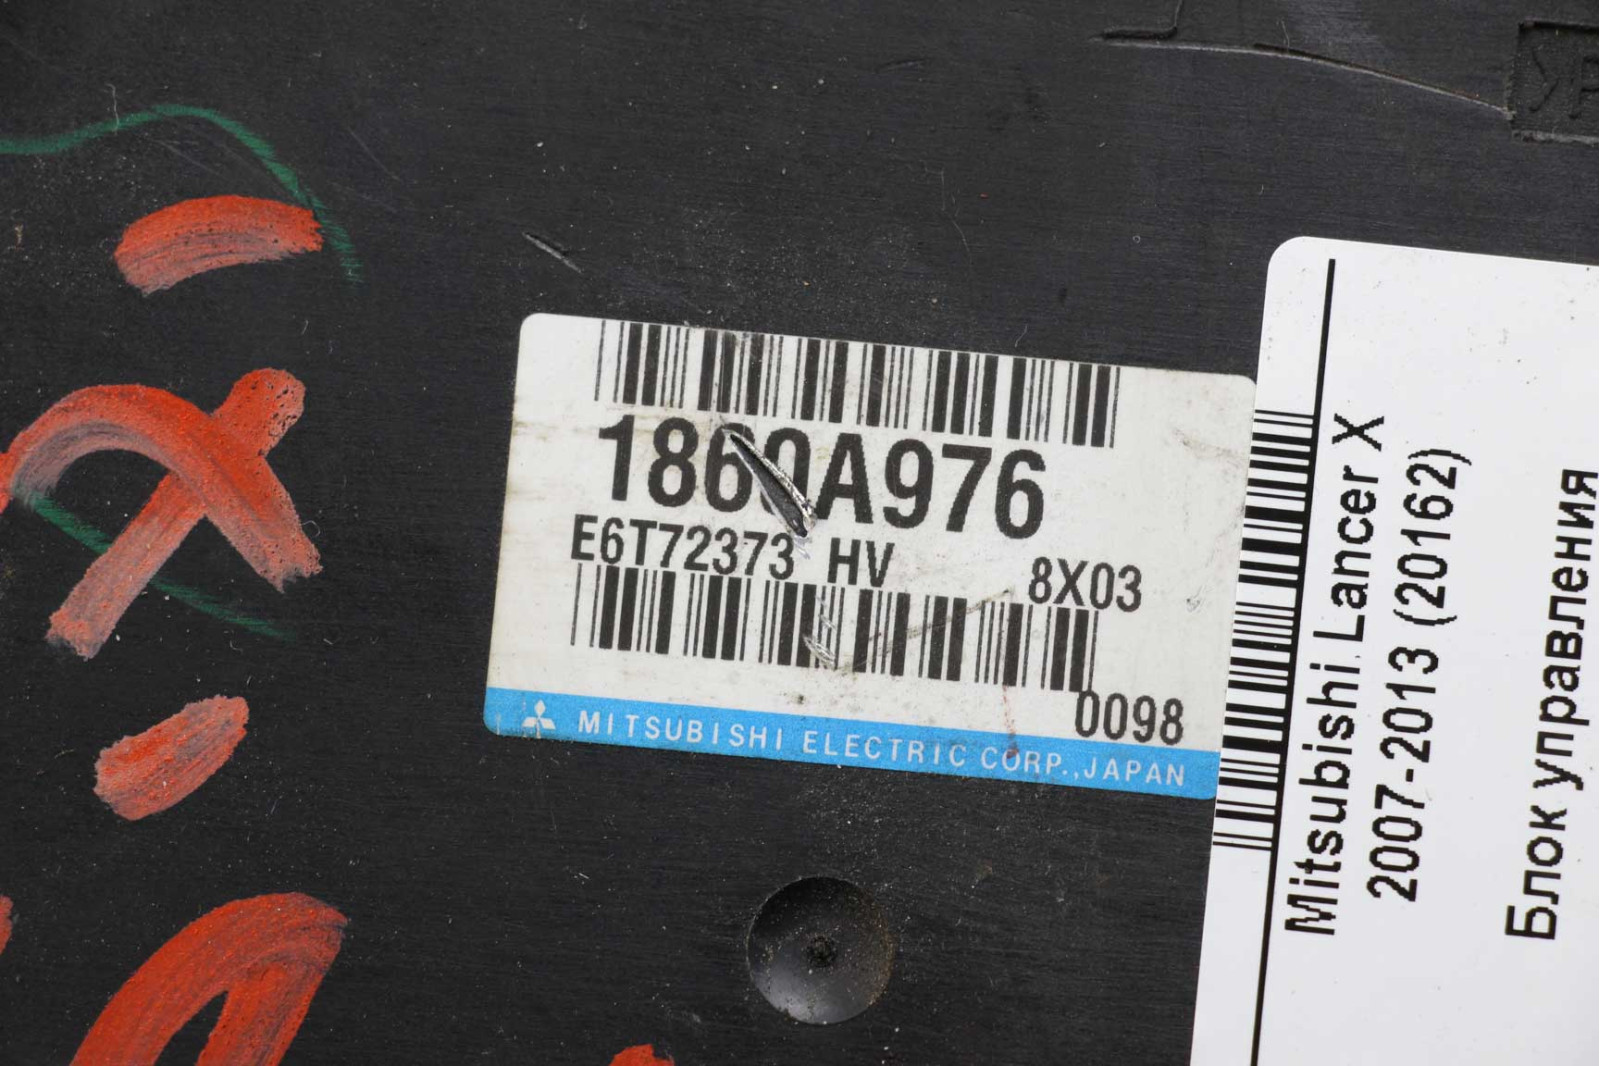 1860A976
E6T72373 HV 8X03
0098
MITSUBISHI ELECTRIC CORP.,JAPAN
Mitsubishi Lancer X
2007-2013 (20162)
Блок управления